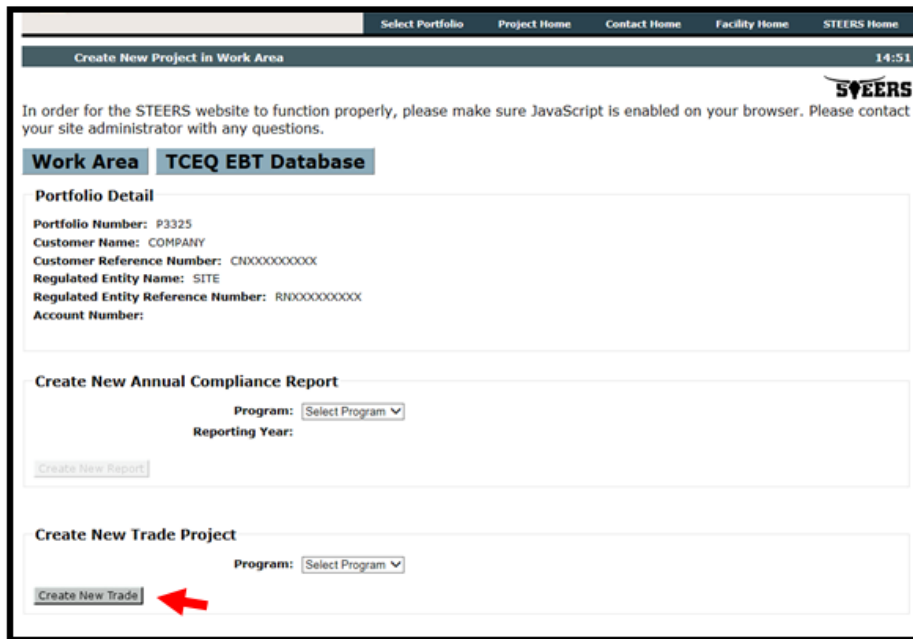 Select Portfolio Project Home Contact Home Facility Home STEERS Home
Create New Project in Work Area 14:51
STEERS
In order for the STEERS website to function properly, please make sure JavaScript is enabled on your browser. Please contact
your site administrator with any questions.
Work Area TCEQ EBT Database
Portfolio Detail
Portfolio Number: P3325
Customer Name: COMPANY
Customer Reference Number: CNXXXXXXXXX
Regulated Entity Name: SITE
Regulated Entity Reference Number: RNXXXXXXXXX
Account Number:
Create New Annual Compliance Report
Program: Select Program
Reporting Year:
Create New Report
Create New Trade Project
Program: Select Program
Create New Trade